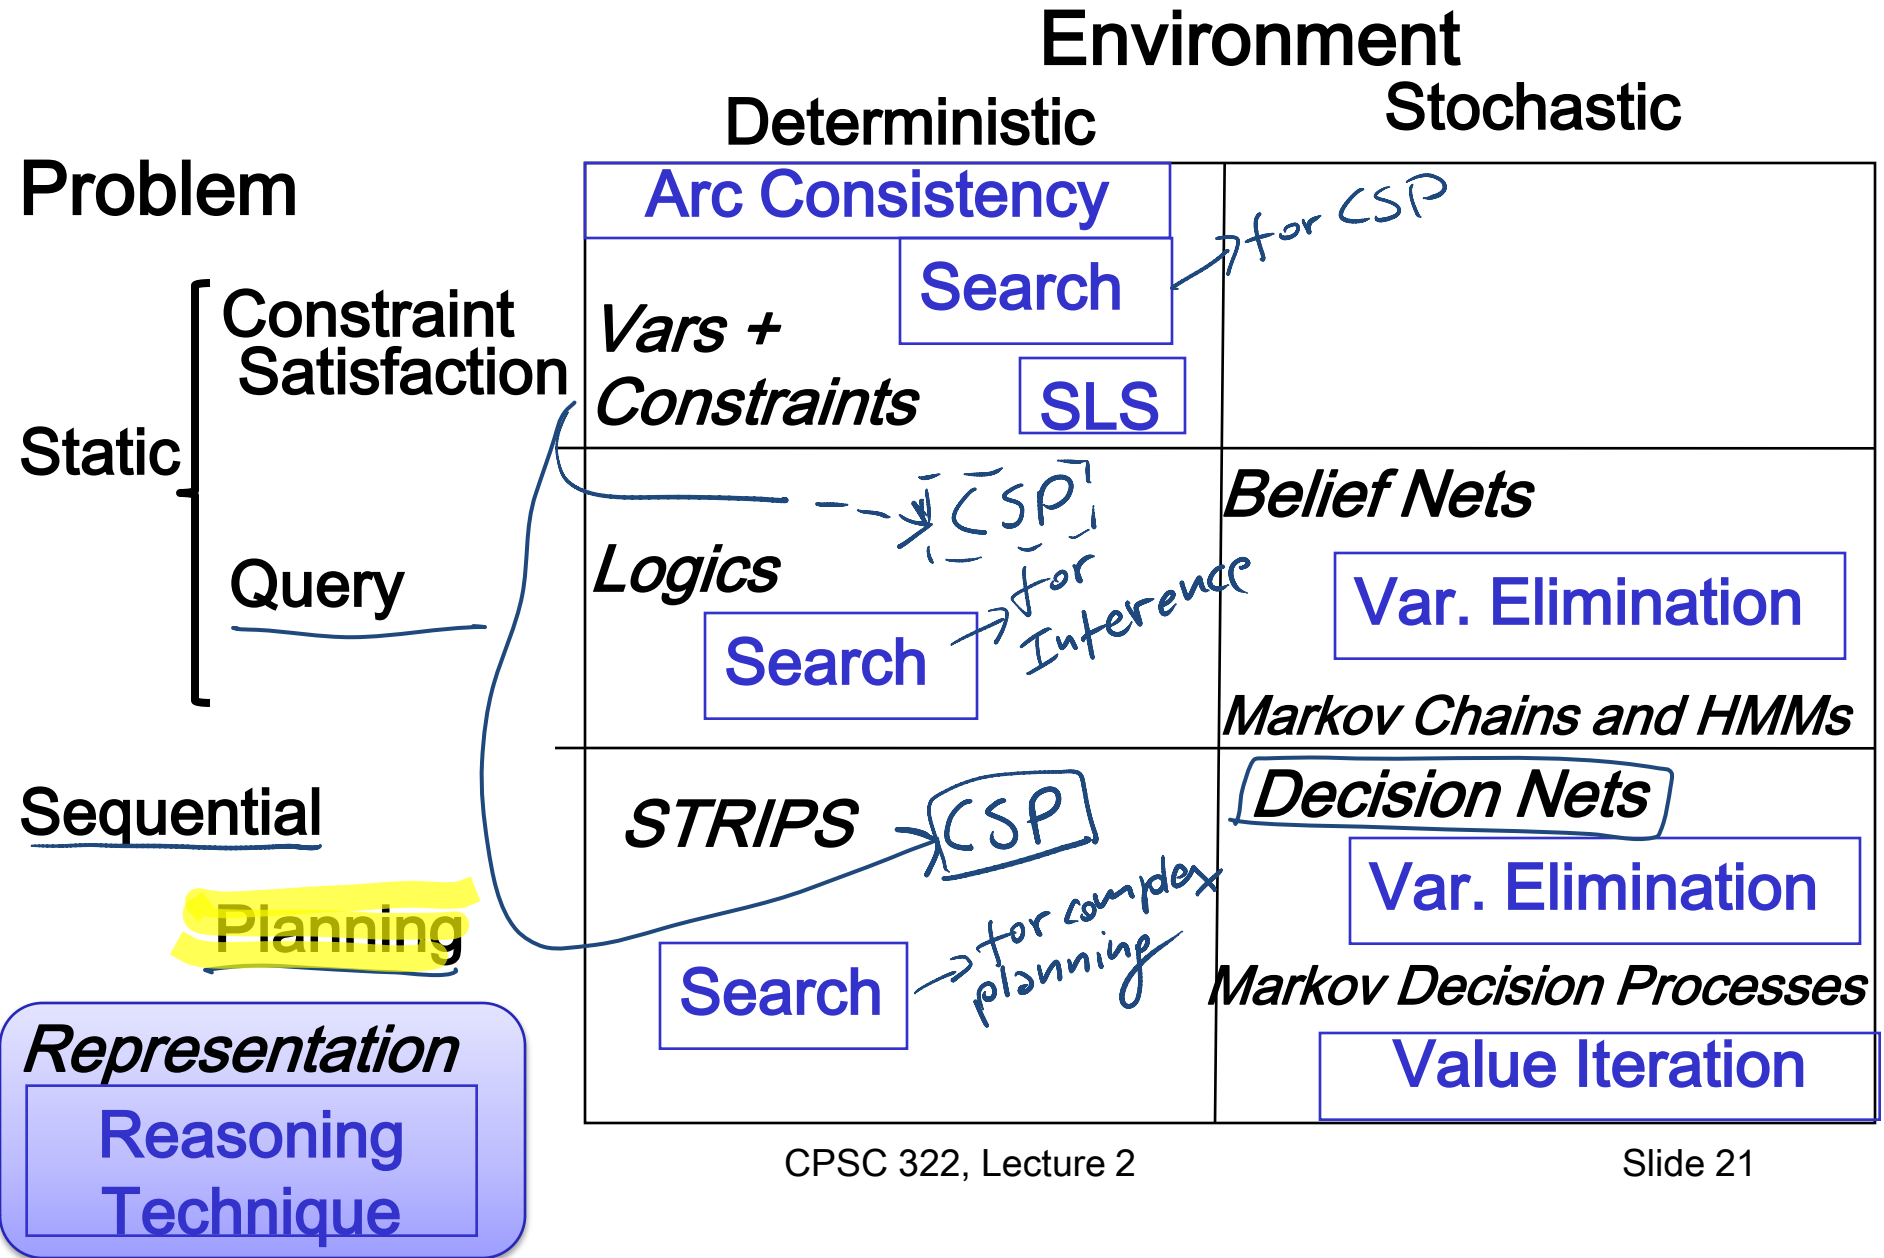 Environment
Deterministic
Stochastic
Problem
Arc Consistency
Search
for CSP
Constraint
Satisfaction
Vars +
Constraints
SLS
Static
CSP
Belief Nets
Query
Logics
for
Inference
Search
Var. Elimination
Markov Chains and HMMs
Sequential
STRIPS
CSP
Decision Nets
Var. Elimination
Planning
Search
for complex
planning
Markov Decision Processes
Value Iteration
Representation
Reasoning
Technique
CPSC 322, Lecture 2
Slide 21